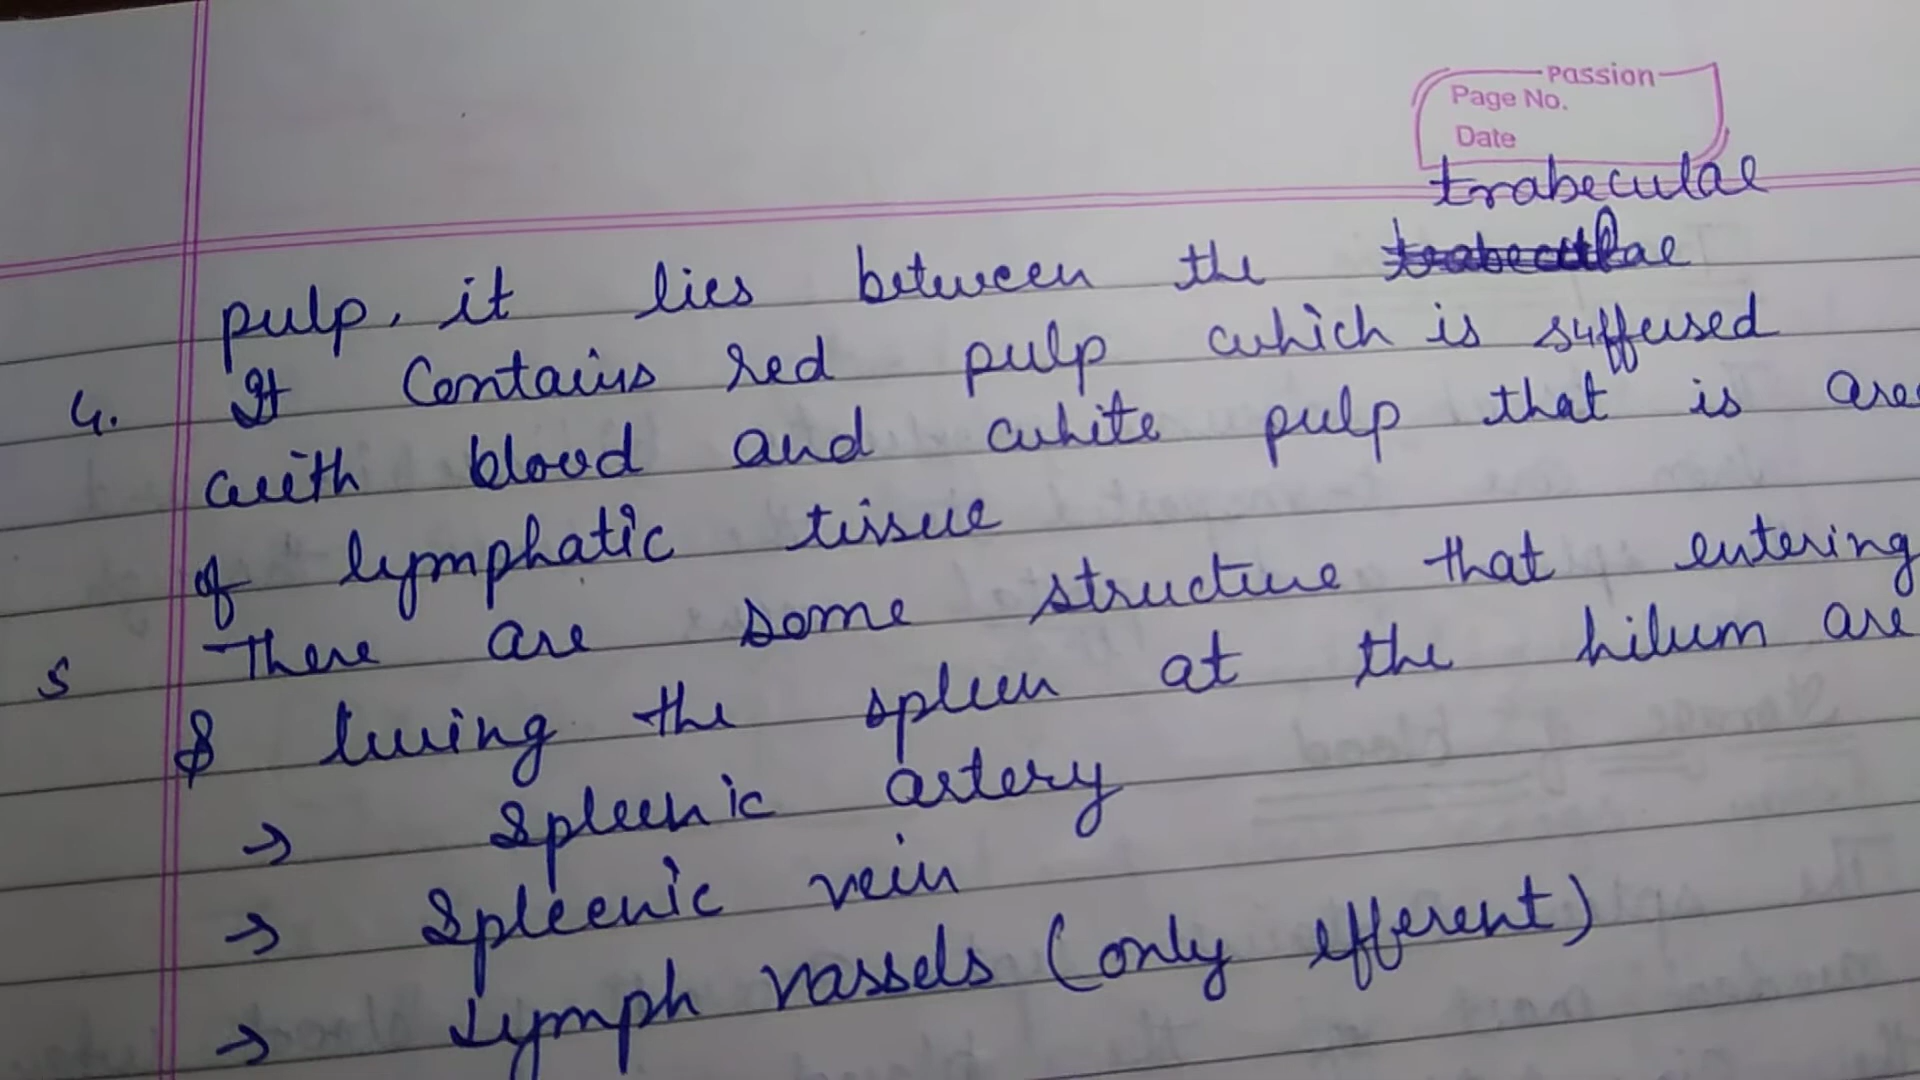 Passion
Page No.
Date
trabeculae
pulp, it lies between the
4. It Contains red pulp which is suffused
with blood and white pulp that is area
of lymphatic tissue
5 There are some structure that entering
& living the spleen at the hilum are
→ Spleenic artery
→ Spleenic vein
→ Lymph vassels (only efferent)